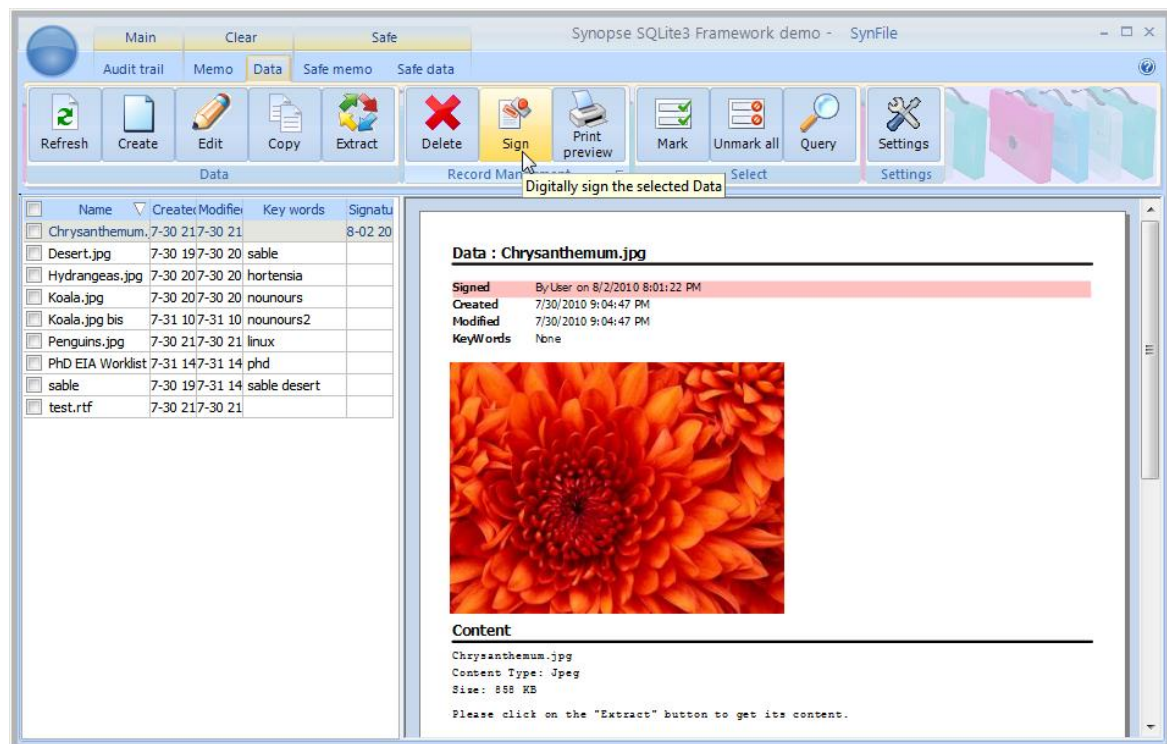 Main Clear Safe Synopse SQLite3 Framework demo - SynFile
Audit trail Memo Data Safe memo Safe data
Refresh Create Edit Copy Extract Delete Sign Print preview Mark Unmark all Query Settings
Data Record Select Settings
Digitally sign the selected Data
Name Created Modified Key words Signatu
Chrysanthemum. 7-30 21 7-30 21 8-02 20
Desert.jpg 7-30 19 7-30 20 sable
Hydrangeas.jpg 7-30 20 7-30 20 hortensia
Koala.jpg 7-30 20 7-30 20 nounours
Koala.jpg bis 7-31 10 7-31 10 nounours2
Penguins.jpg 7-30 21 7-30 21 linux
PhD EIA Worklist 7-31 14 7-31 14 phd
sable 7-30 19 7-31 14 sable desert
test.rtf 7-30 21 7-30 21
Data : Chrysanthemum.jpg
Signed By User on 8/2/2010 8:01:22 PM
Created 7/30/2010 9:04:47 PM
Modified 7/30/2010 9:04:47 PM
KeyWords None
Content
Chrysanthemum.jpg
Content Type: Jpeg
Size: 858 KB
Please click on the "Extract" button to get its content.